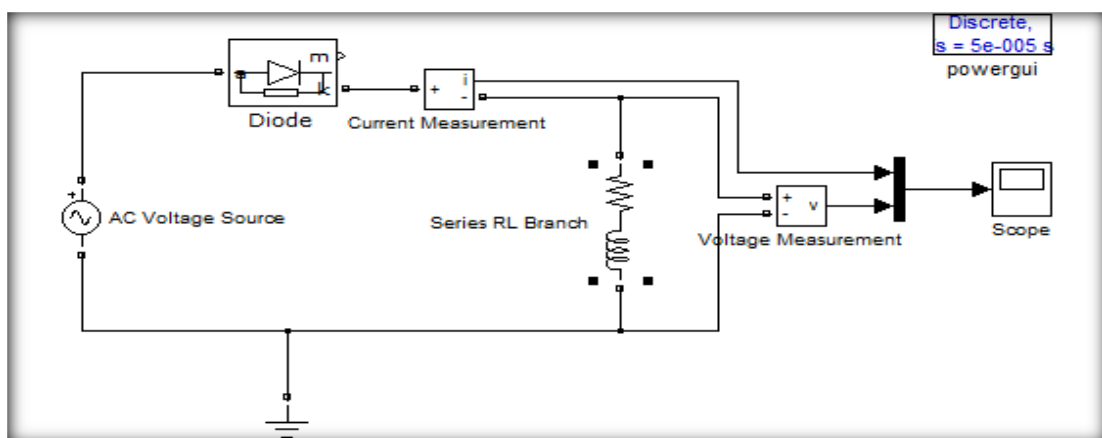 Discrete,
s = 5e-005 s
powergui
m
a
k
Diode
+
i
-
Current Measurement
+
AC Voltage Source
Series RL Branch
+
-
v
Voltage Measurement
Scope